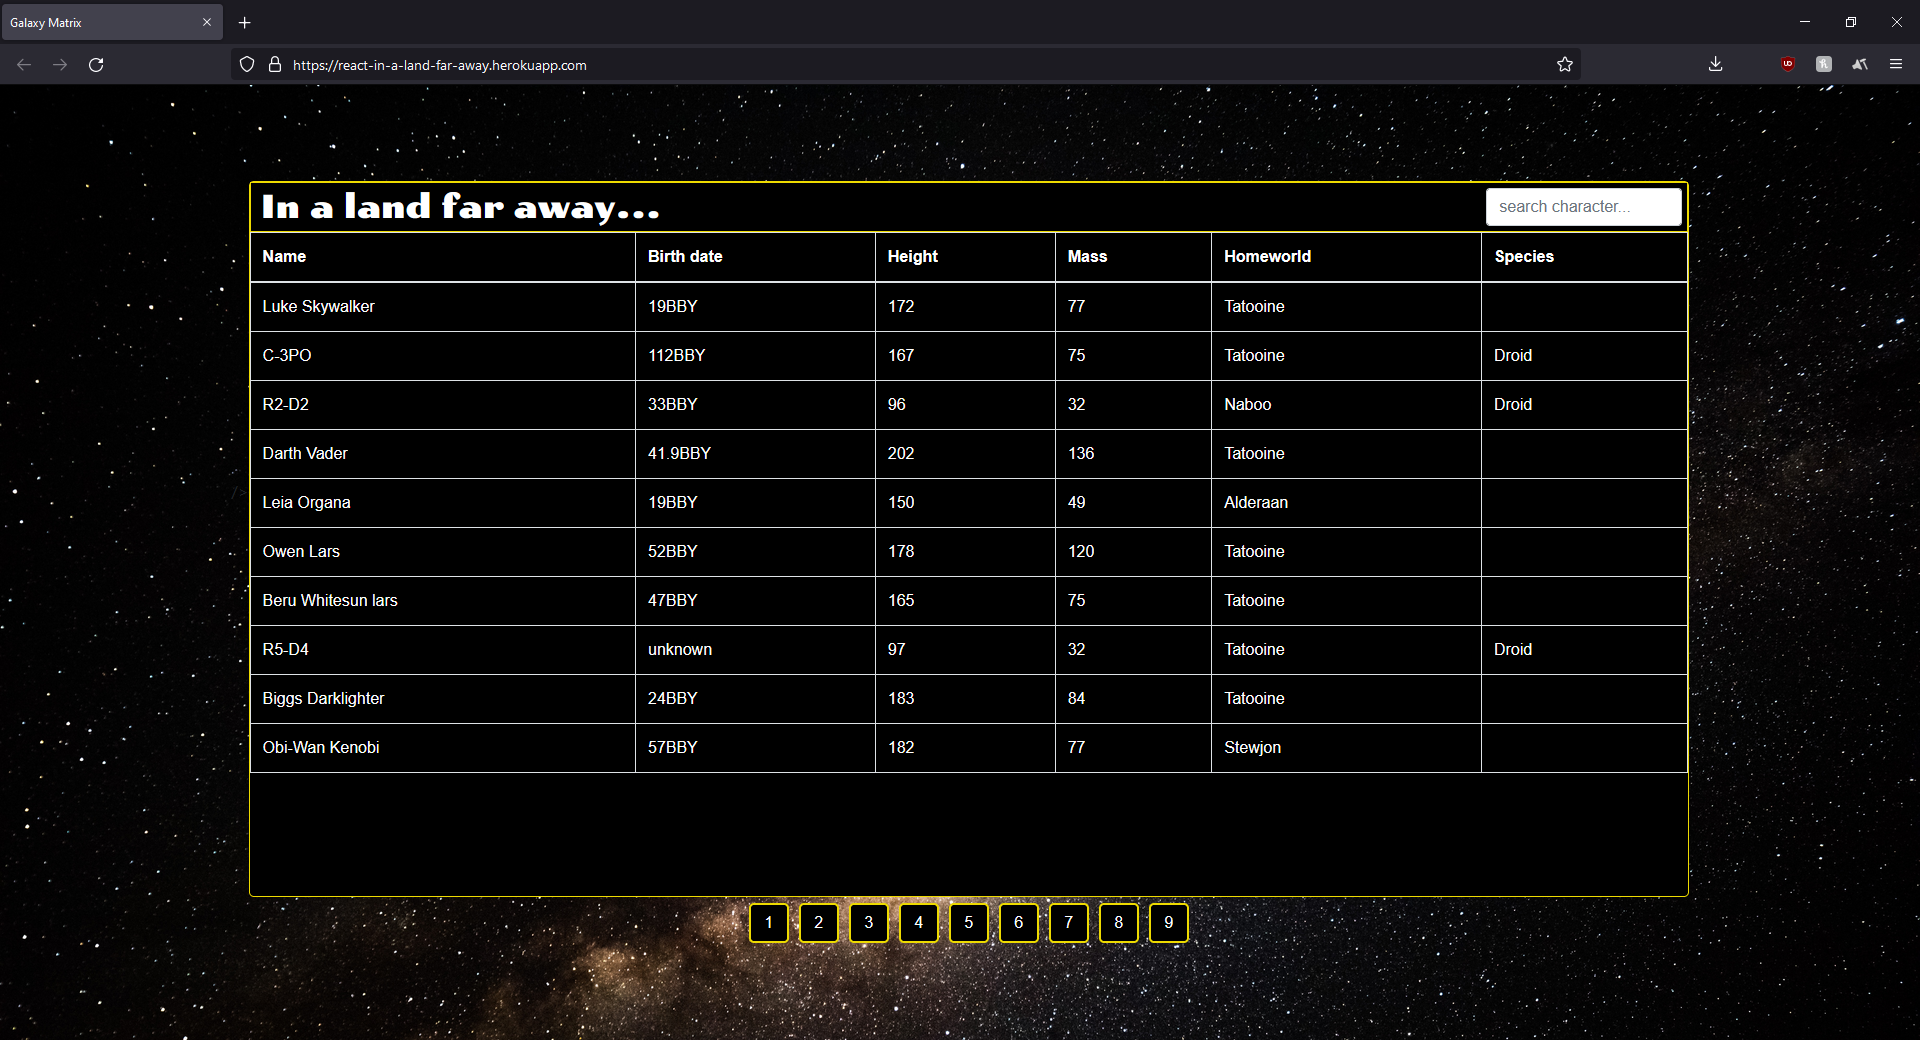 Galaxy Matrix
https://react-in-a-land-far-away.herokuapp.com
In a land far away...
search character...
Name Birth date Height Mass Homeworld Species
Luke Skywalker 19BBY 172 77 Tatooine
C-3PO 112BBY 167 75 Tatooine Droid
R2-D2 33BBY 96 32 Naboo Droid
Darth Vader 41.9BBY 202 136 Tatooine
/>
Leia Organa 19BBY 150 49 Alderaan
Owen Lars 52BBY 178 120 Tatooine
Beru Whitesun lars 47BBY 165 75 Tatooine
R5-D4 unknown 97 32 Tatooine Droid
Biggs Darklighter 24BBY 183 84 Tatooine
Obi-Wan Kenobi 57BBY 182 77 Stewjon
1 2 3 4 5 6 7 8 9